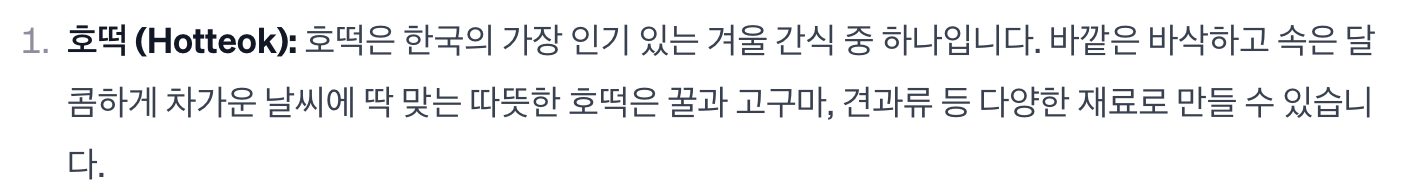 1. 호떡 (Hotteok): 호떡은 한국의 가장 인기 있는 겨울 간식 중 하나입니다. 바깥은 바삭하고 속은 달
콤하게 차가운 날씨에 딱 맞는 따뜻한 호떡은 꿀과 고구마, 견과류 등 다양한 재료로 만들 수 있습니
다.